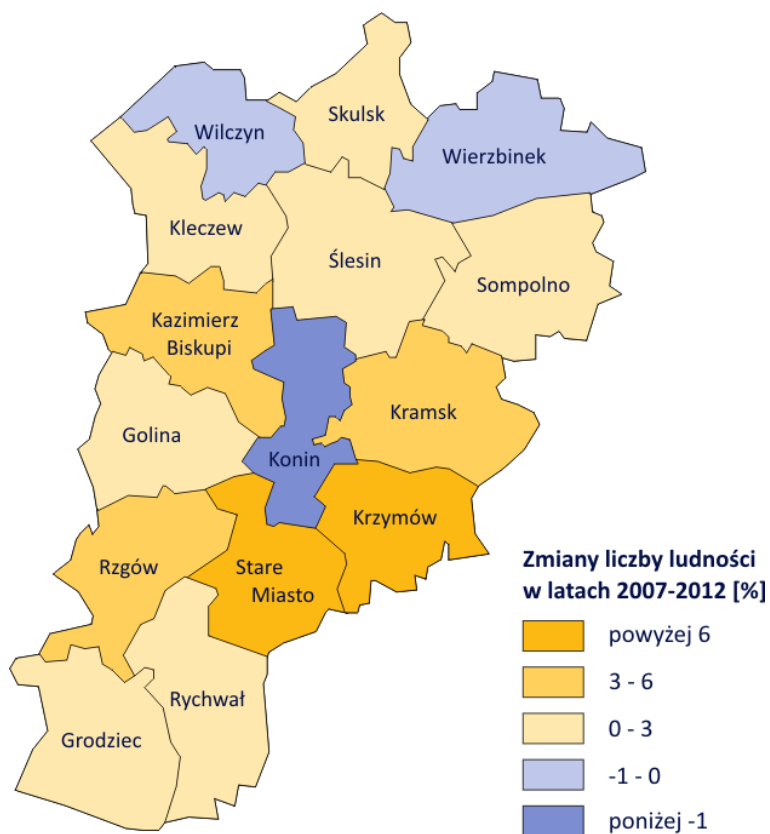 Skulsk
Wilczyn
Wierzbinek
Kleczew
Ślesin
Sompolno
Kazimierz
Biskupi
Kramsk
Golina
Konin
Krzymów
Rzgów
Stare
Miasto
Rychwał
Grodziec
Zmiany liczby ludności
w latach 2007-2012 [%]
powyżej 6
3 - 6
0 - 3
-1 - 0
poniżej -1